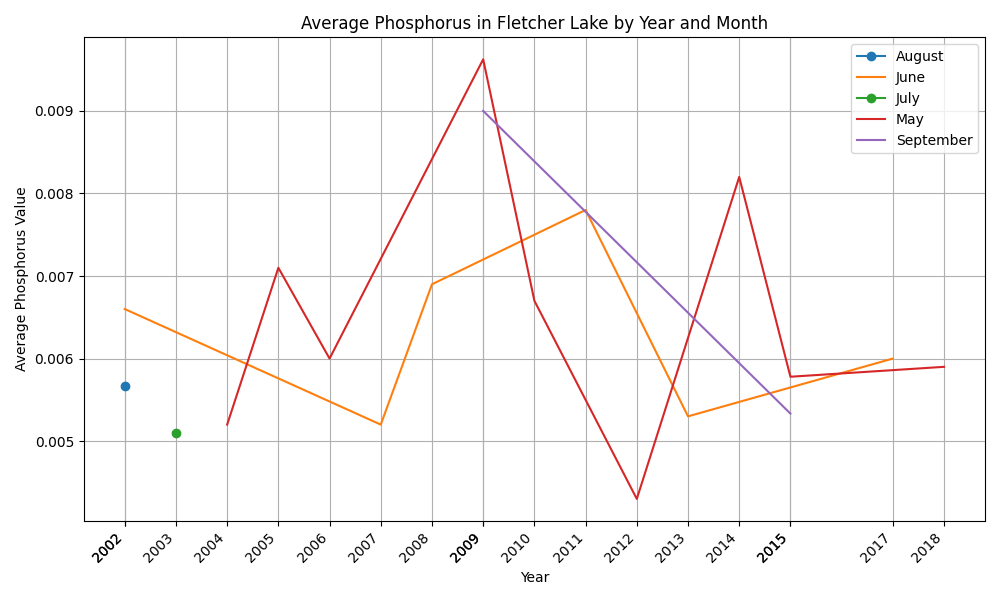 Average Phosphorus in Fletcher Lake by Year and Month
August
June
July
May
September
Average Phosphorus Value
0.009
0.008
0.007
0.006
0.005
2002
2003
2004
2005
2006
2007
2008
2009
2010
2011
2012
2013
2014
2015
2017
2018
Year